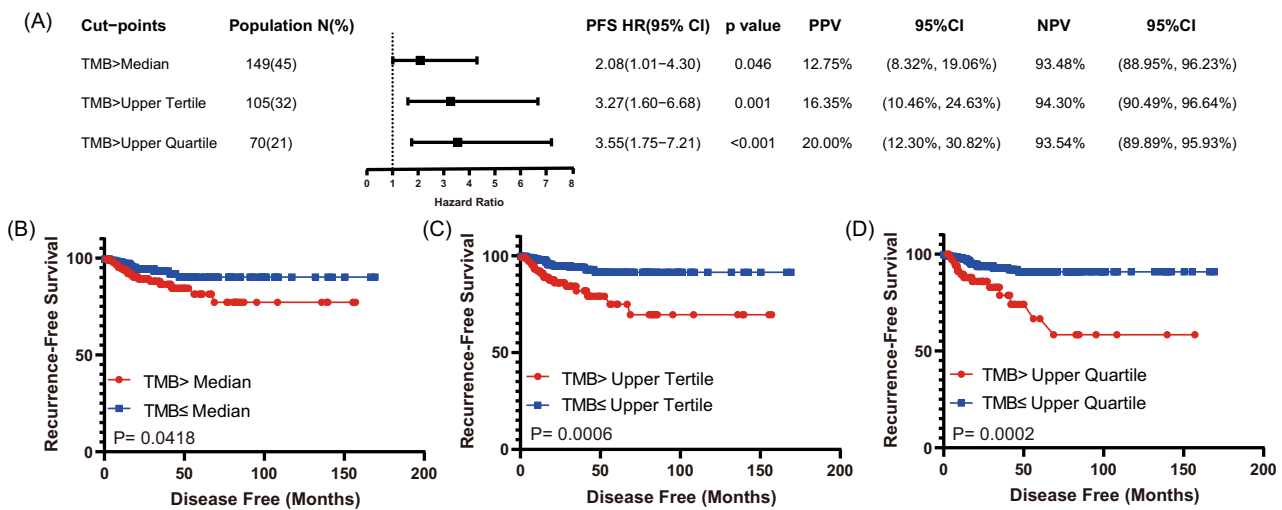 (A)
Cut−points Population N(%) PFS HR(95% CI) p value PPV 95%CI NPV 95%CI
TMB>Median 149(45) 2.08(1.01−4.30) 0.046 12.75% (8.32%, 19.06%) 93.48% (88.95%, 96.23%)
TMB>Upper Tertile 105(32) 3.27(1.60−6.68) 0.001 16.35% (10.46%, 24.63%) 94.30% (90.49%, 96.64%)
TMB>Upper Quartile 70(21) 3.55(1.75−7.21) <0.001 20.00% (12.30%, 30.82%) 93.54% (89.89%, 95.93%)
0 1 2 3 4 5 6 7 8
Hazard Ratio
(B)
Recurrence-Free Survival
100
50
0
TMB> Median
TMB≤ Median
P= 0.0418
0 50 100 150 200
Disease Free (Months)
(C)
Recurrence-Free Survival
100
50
0
TMB> Upper Tertile
TMB≤ Upper Tertile
P= 0.0006
0 50 100 150 200
Disease Free (Months)
(D)
Recurrence-Free Survival
100
50
0
TMB> Upper Quartile
TMB≤ Upper Quartile
P= 0.0002
0 50 100 150 200
Disease Free (Months)